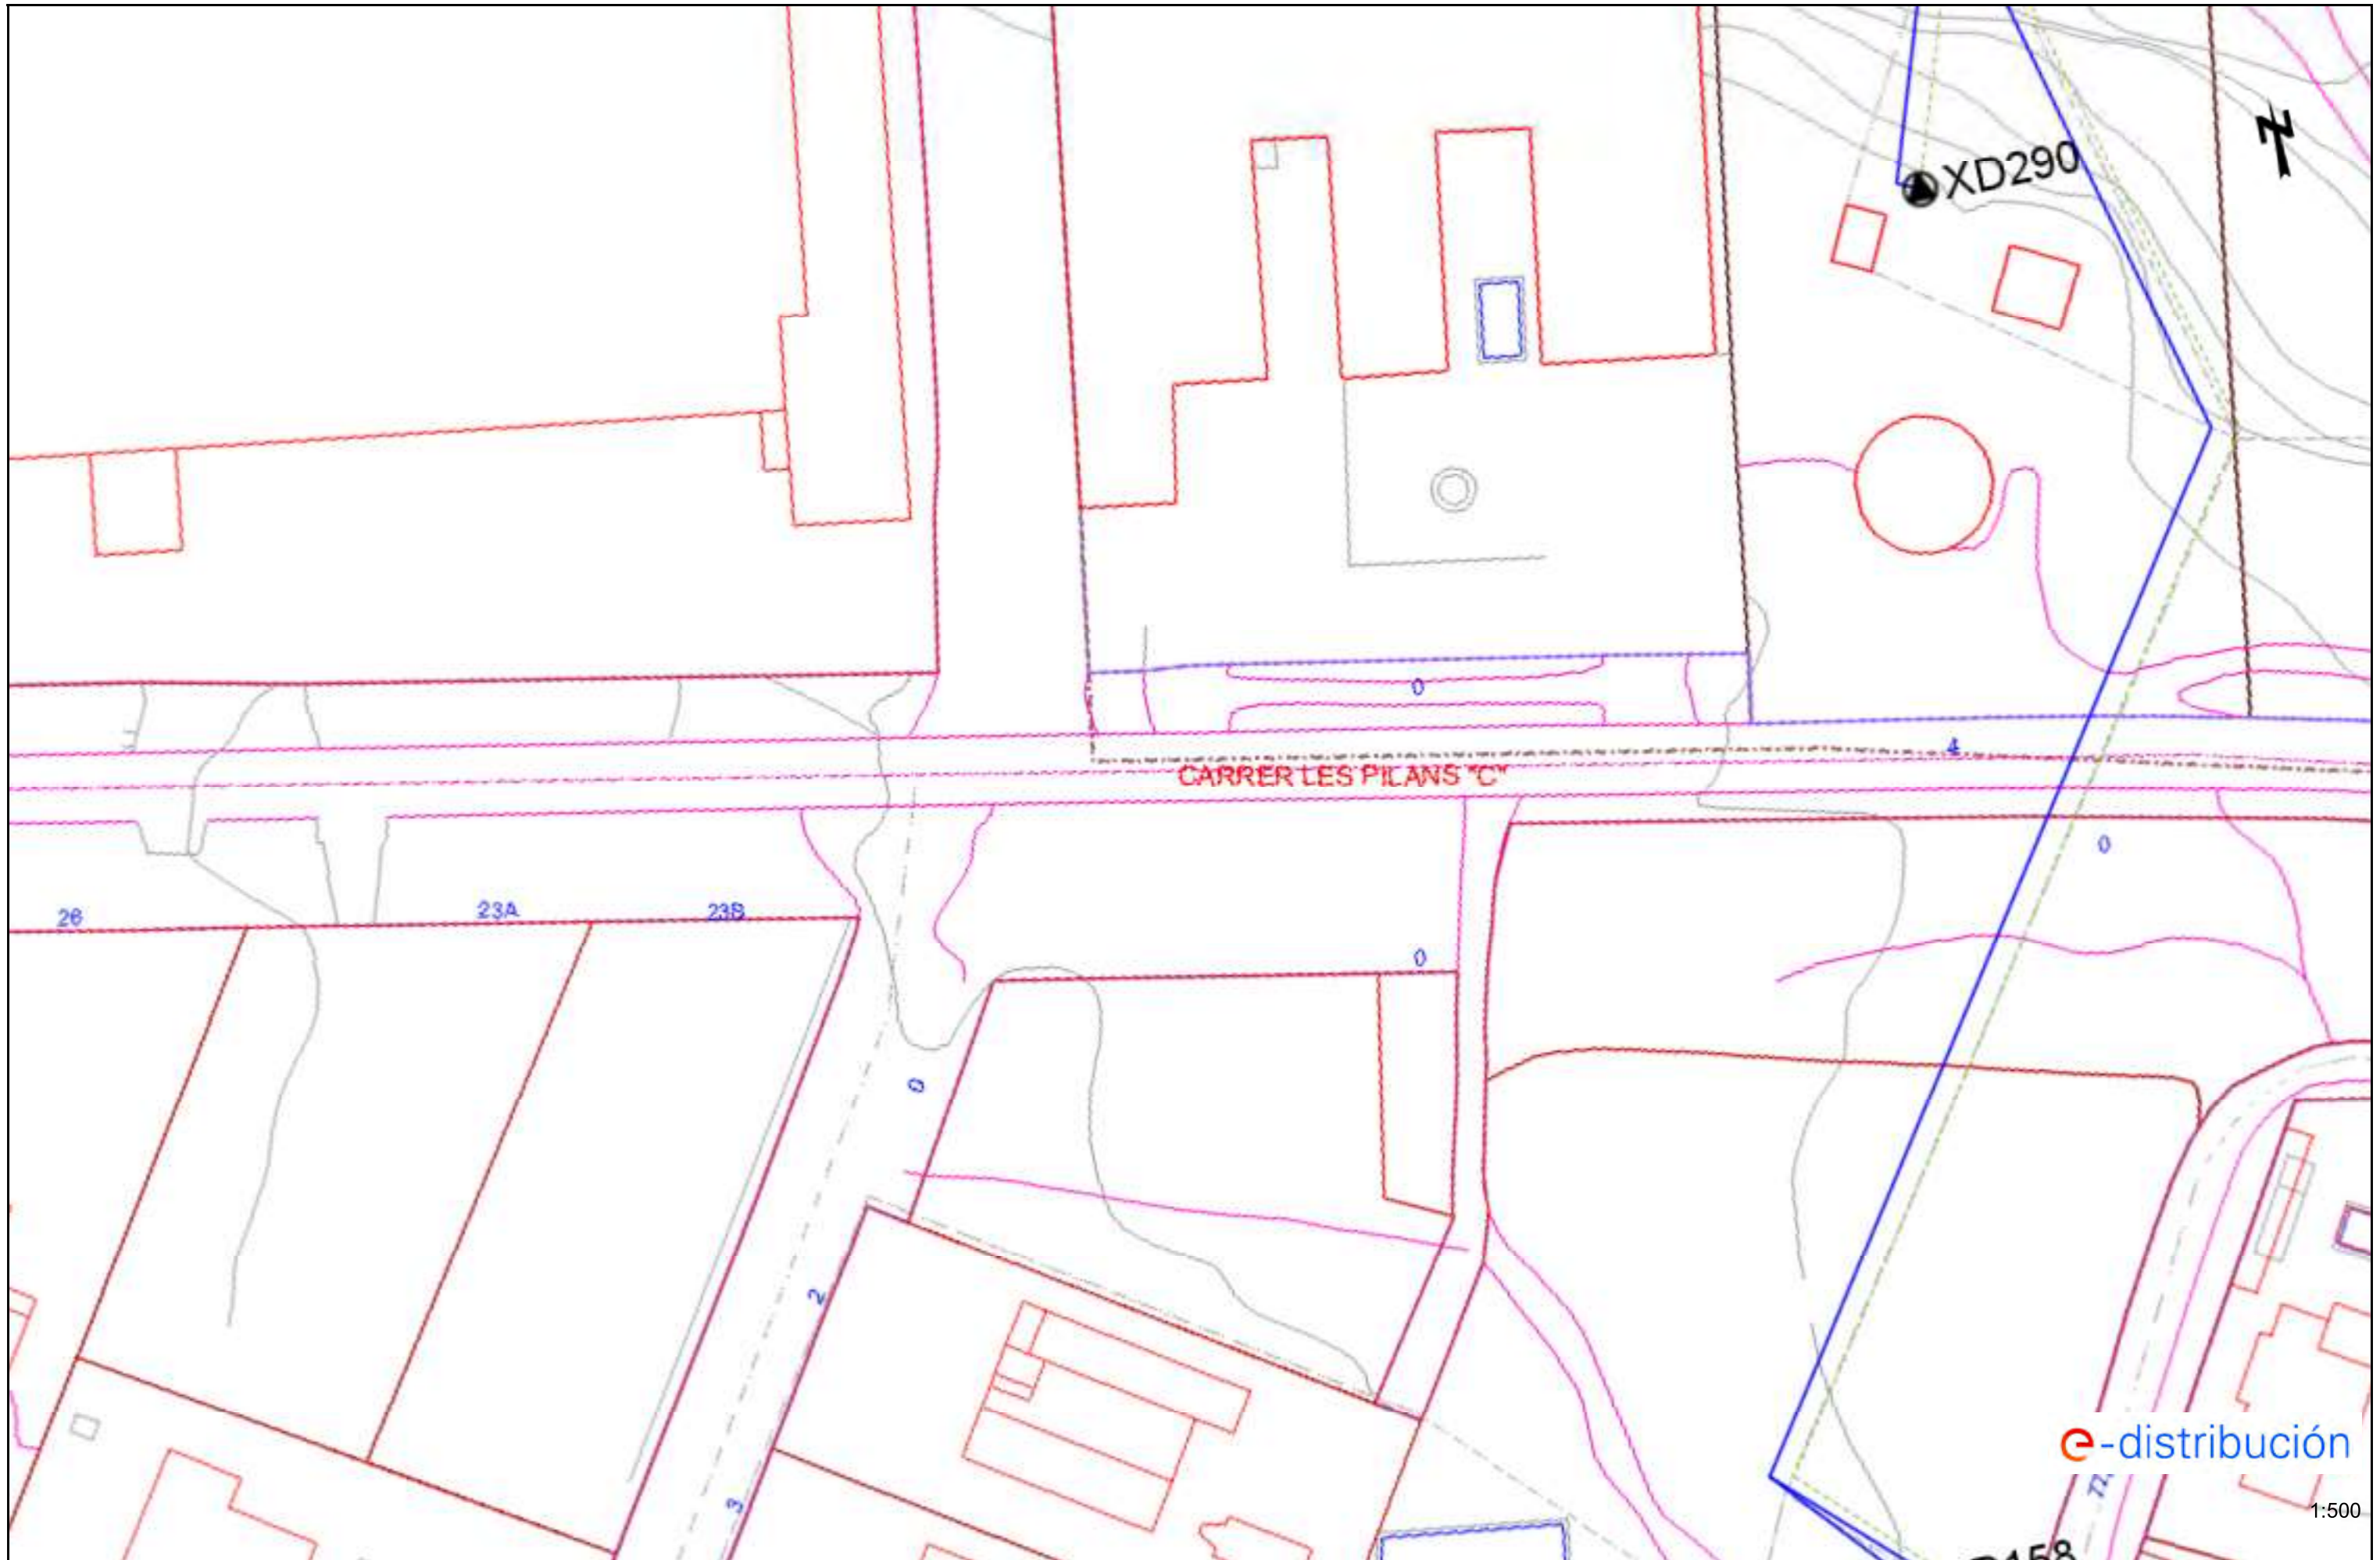 XD290
0
4
CARRER LES PILANS "C"
0
26
23A
23B
0
0
2
3
e-distribución
1:500